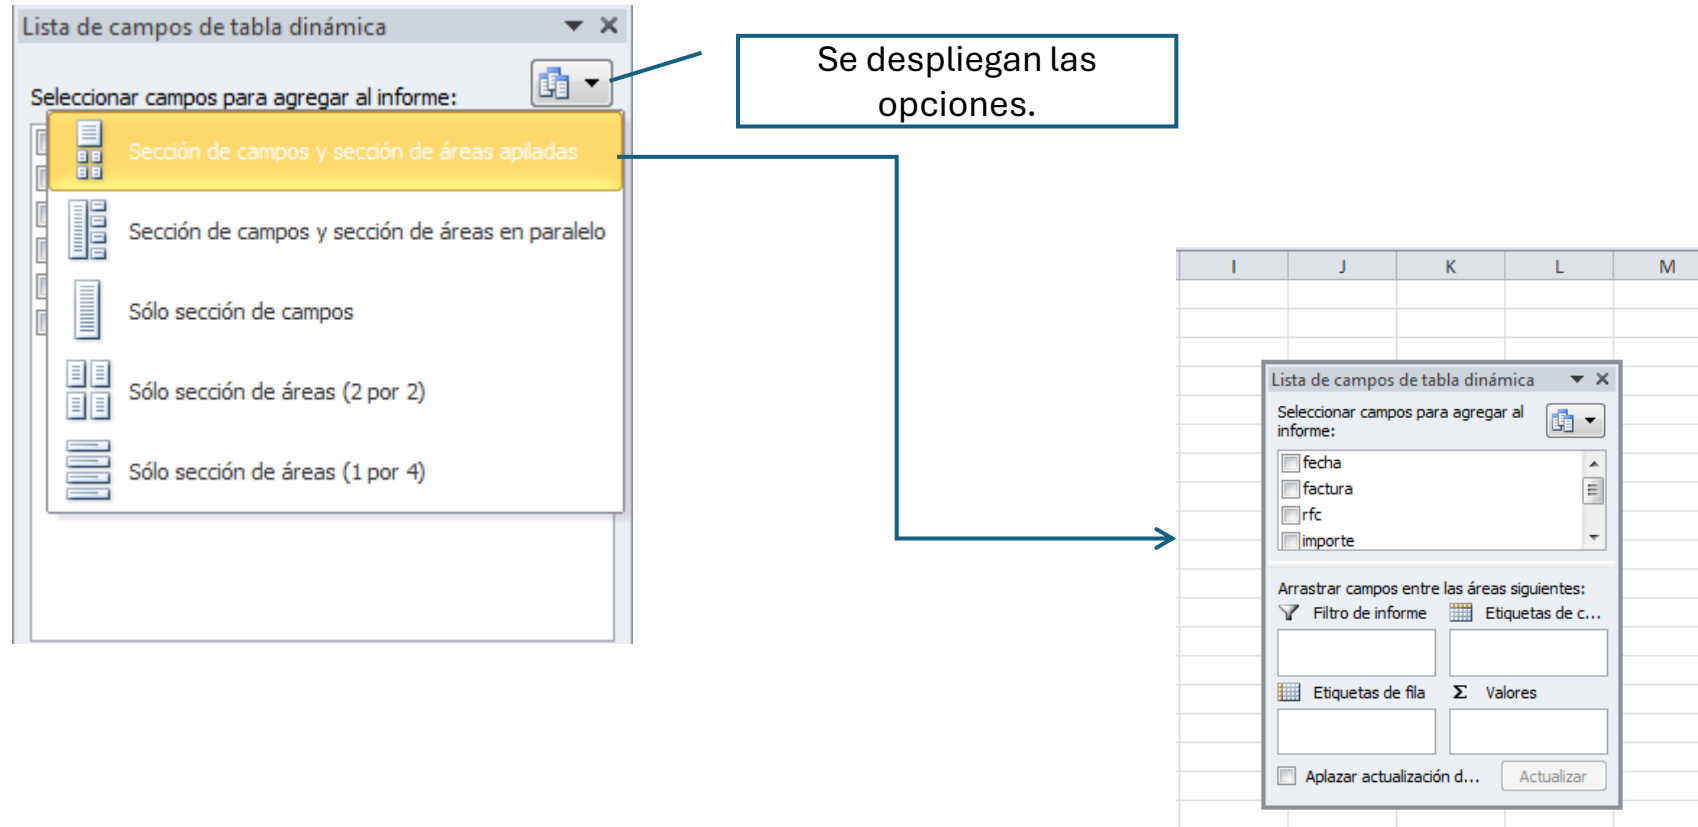 Lista de campos de tabla dinámica
Seleccionar campos para agregar al informe:
Sección de campos y sección de áreas apiladas
Sección de campos y sección de áreas en paralelo
Sólo sección de campos
Sólo sección de áreas (2 por 2)
Sólo sección de áreas (1 por 4)
Se despliegan las
opciones.
I J K L M
Lista de campos de tabla dinámica
Seleccionar campos para agregar al
informe:
fecha
factura
rfc
importe
Arrastrar campos entre las áreas siguientes:
Filtro de informe Etiquetas de c...
Etiquetas de fila Σ Valores
Aplazar actualización d... Actualizar